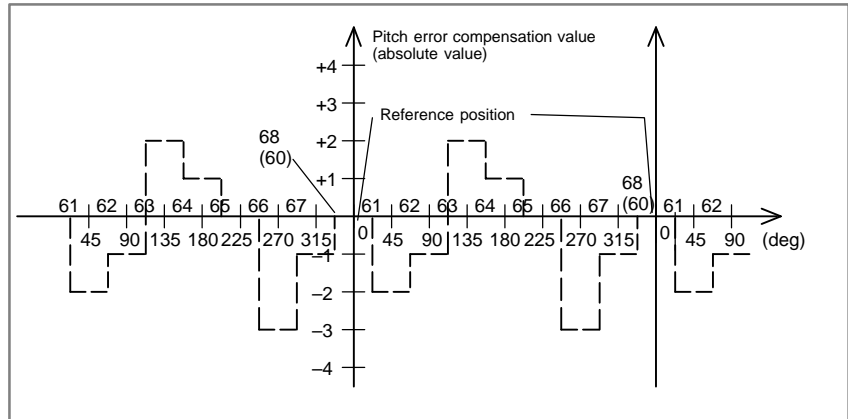 Pitch error compensation value
(absolute value)
+4
+3
Reference position
68
(60)
+2
+1
68
(60)
61 62 63 64 65 66 67 61 62 63 64 65 66 67 61 62
45 90 135 180 225 270 315 0 45 90 135 180 225 270 315 0 45 90 (deg)
–1
–2
–3
–4